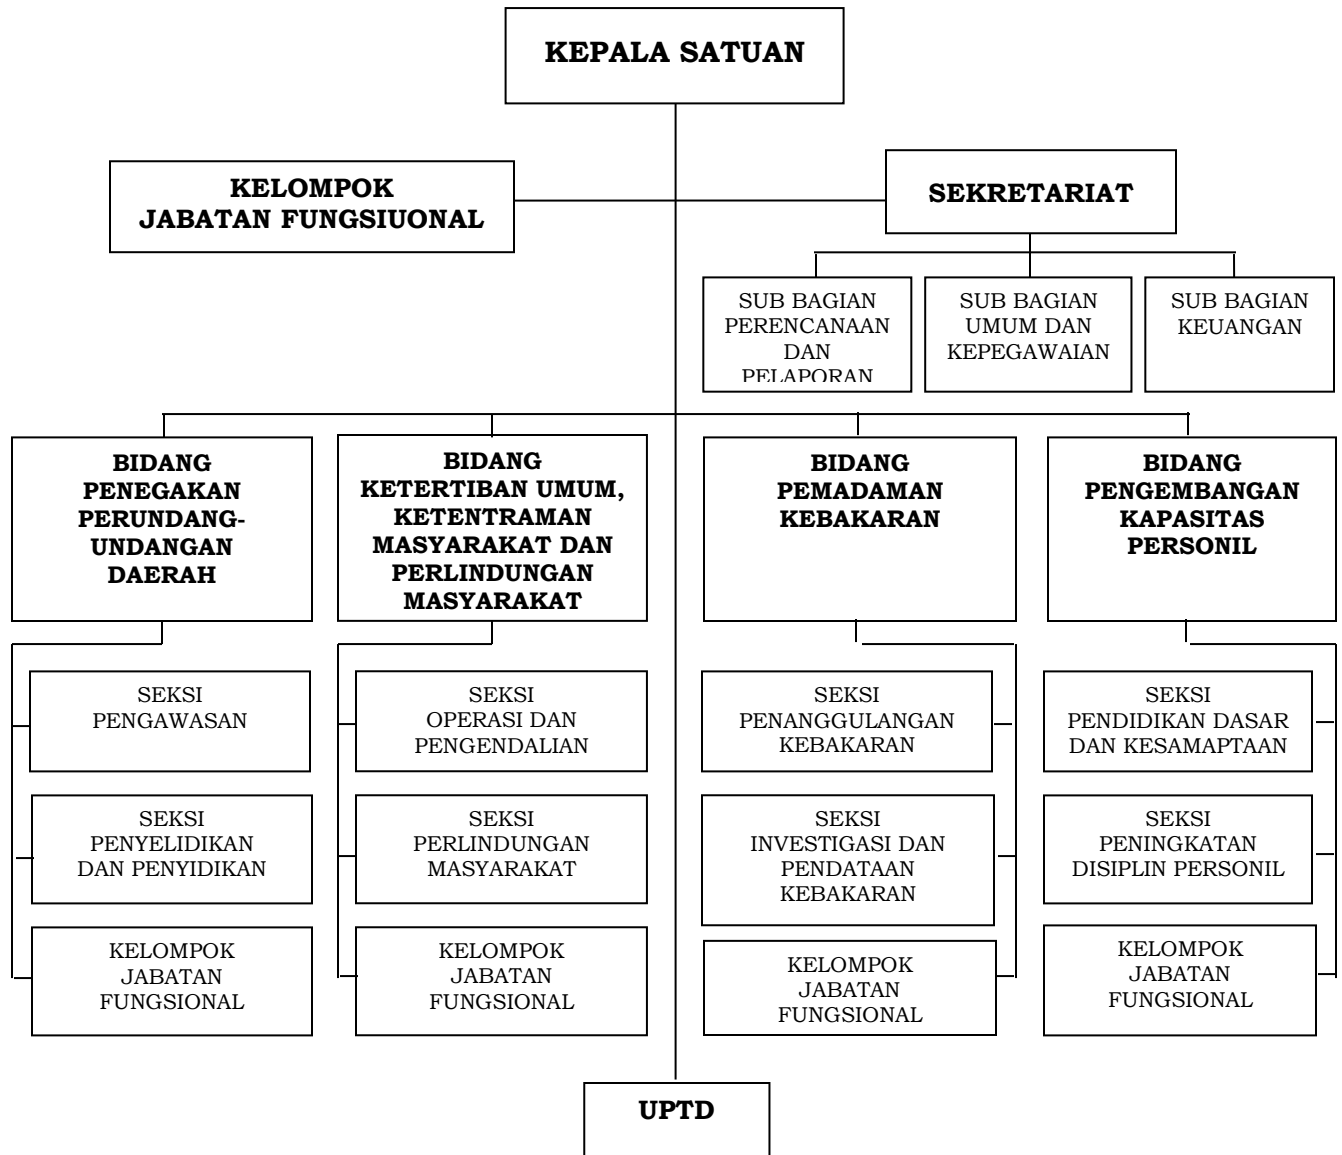 KEPALA SATUAN
KELOMPOK
JABATAN FUNGSIUONAL
SEKRETARIAT
SUB BAGIAN
PERENCANAAN
DAN
PELAPORAN
SUB BAGIAN
UMUM DAN
KEPEGAWAIAN
SUB BAGIAN
KEUANGAN
BIDANG
PENEGAKAN
PERUNDANG-
UNDANGAN
DAERAH
BIDANG
KETERTIBAN UMUM,
KETENTRAMAN
MASYARAKAT DAN
PERLINDUNGAN
MASYARAKAT
BIDANG
PEMADAMAN
KEBAKARAN
BIDANG
PENGEMBANGAN
KAPASITAS
PERSONIL
SEKSI
PENGAWASAN
SEKSI
OPERASI DAN
PENGENDALIAN
SEKSI
PENANGGULANGAN
KEBAKARAN
SEKSI
PENDIDIKAN DASAR
DAN KESAMAPTAAN
SEKSI
PENYELIDIKAN
DAN PENYIDIKAN
SEKSI
PERLINDUNGAN
MASYARAKAT
SEKSI
INVESTIGASI DAN
PENDATAAN
KEBAKARAN
SEKSI
PENINGKATAN
DISIPLIN PERSONIL
KELOMPOK
JABATAN
FUNGSIONAL
KELOMPOK
JABATAN
FUNGSIONAL
KELOMPOK
JABATAN
FUNGSIONAL
KELOMPOK
JABATAN
FUNGSIONAL
UPTD